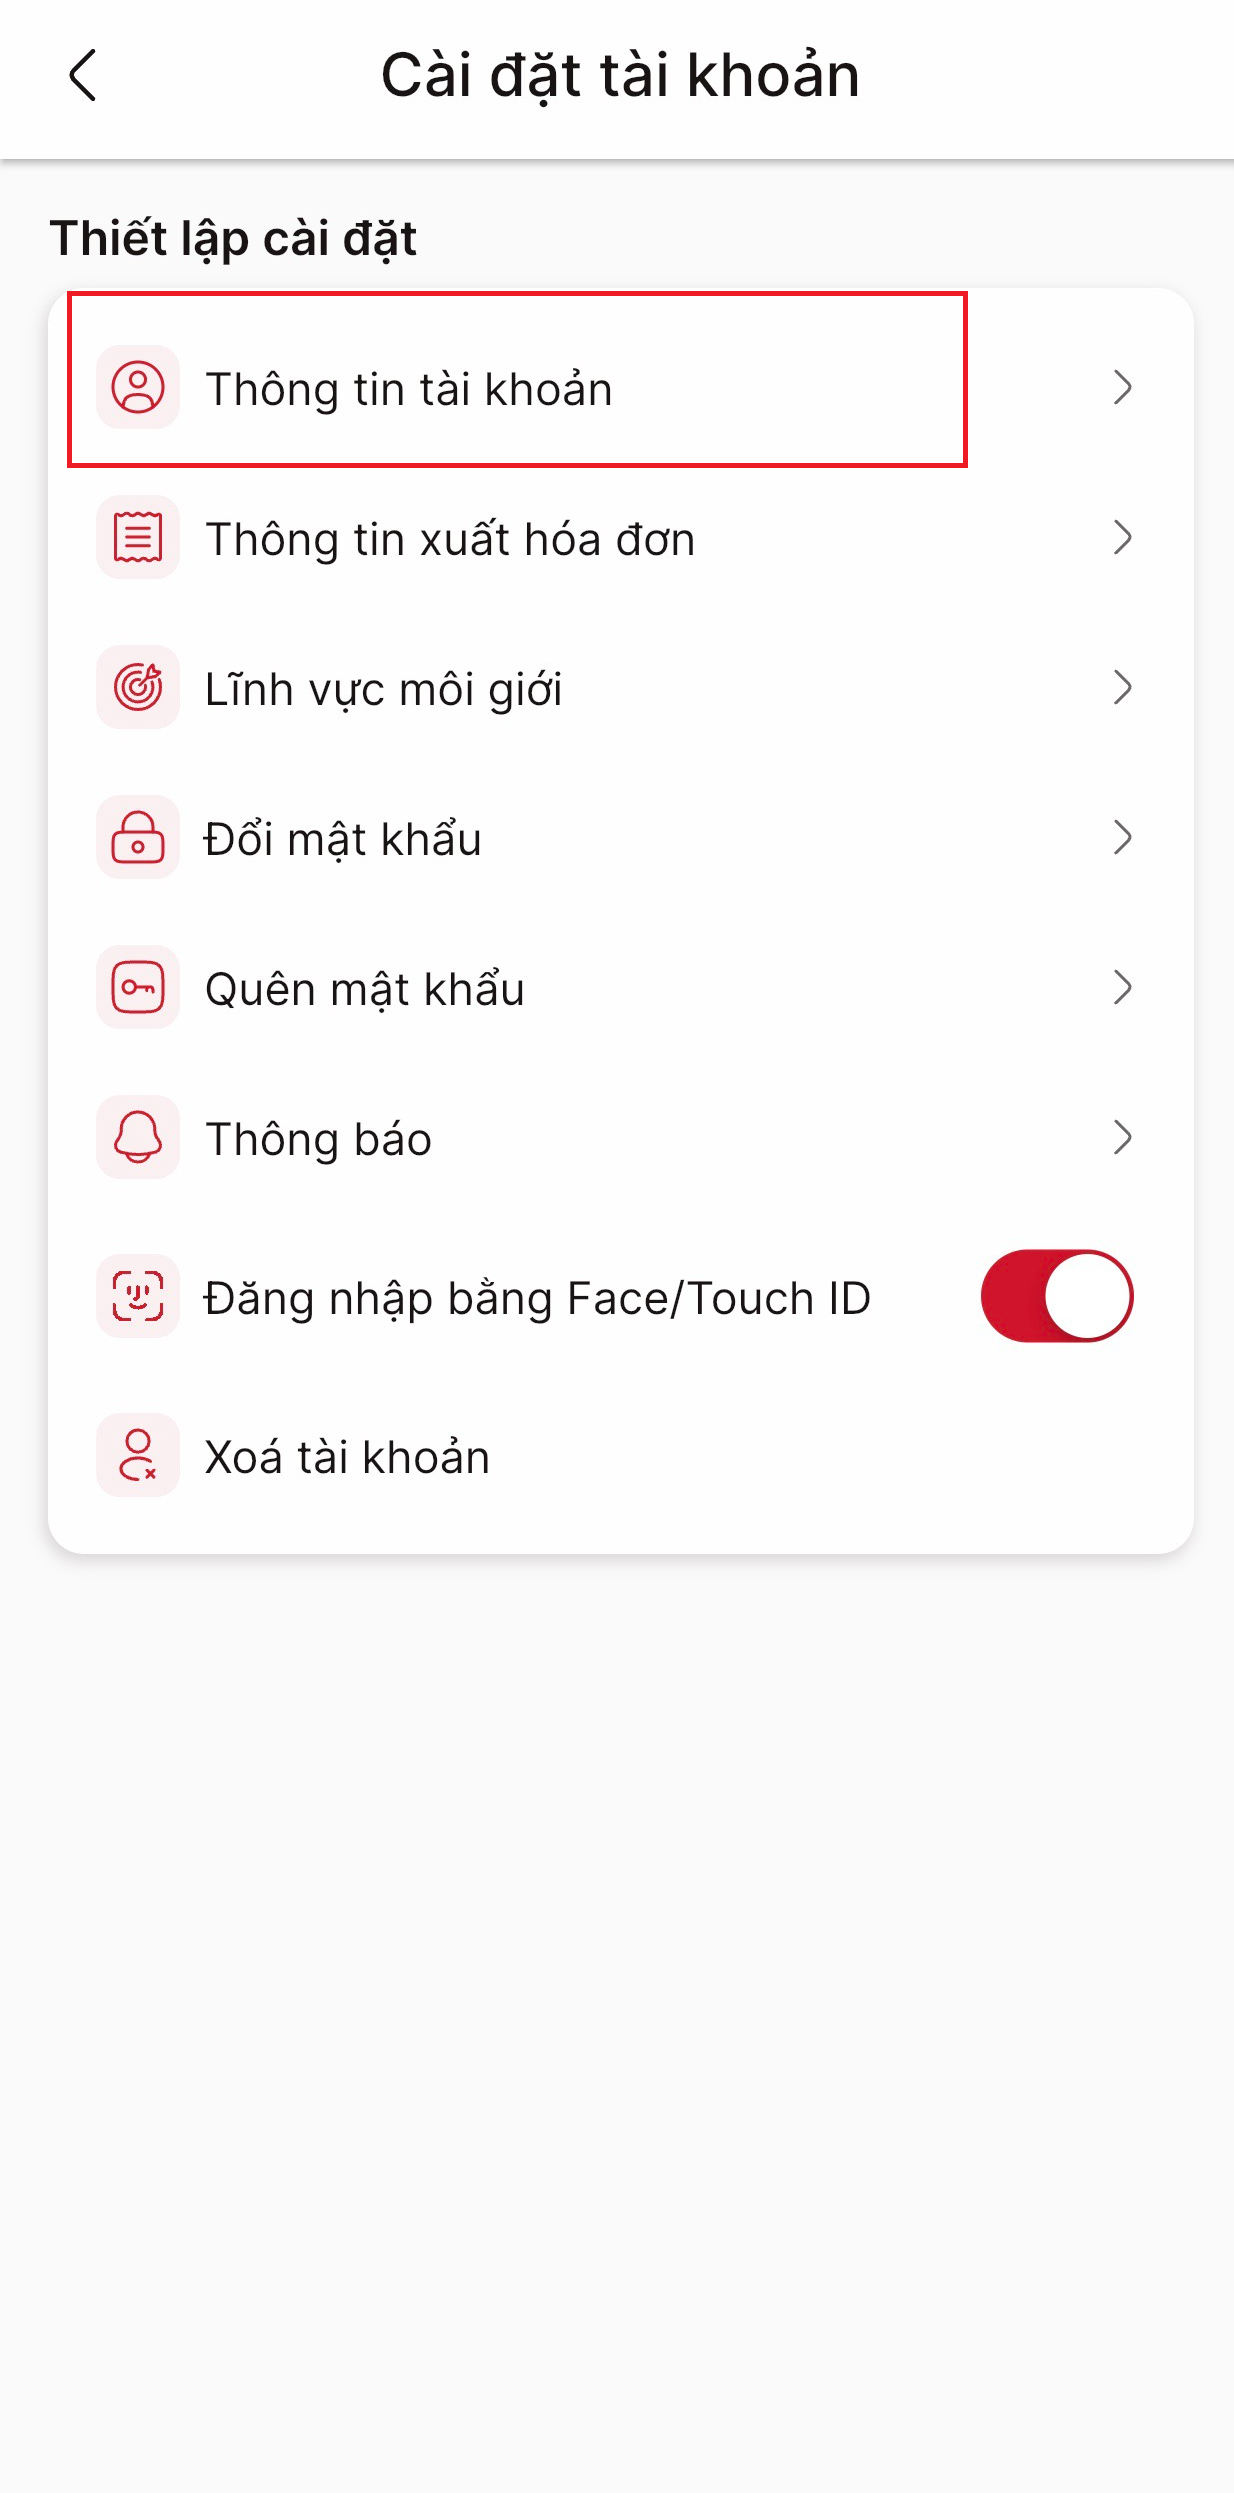 Cài đặt tài khoản
Thiết lập cài đặt
Thông tin tài khoản
Thông tin xuất hóa đơn
Lĩnh vực môi giới
Đổi mật khẩu
Quên mật khẩu
Thông báo
Đăng nhập bằng Face/Touch ID
Xoá tài khoản